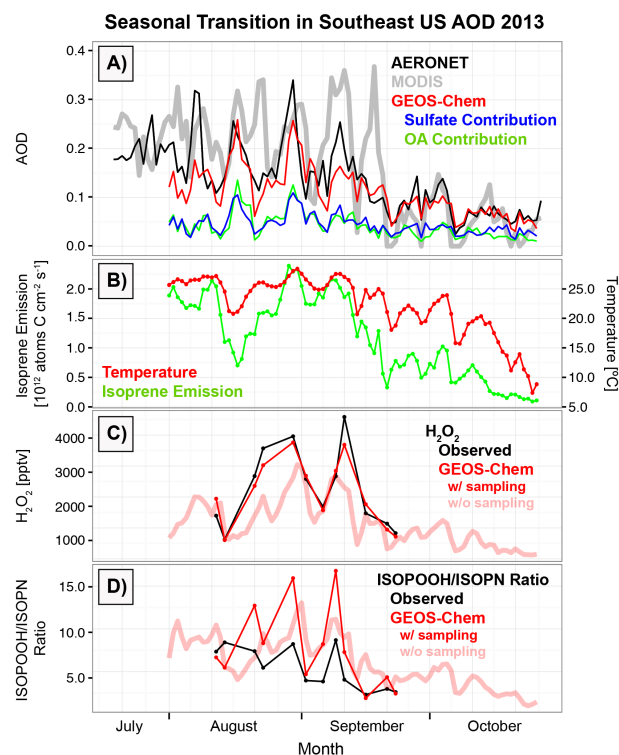 Seasonal Transition in Southeast US AOD 2013
A)
AERONET
MODIS
GEOS-Chem
Sulfate Contribution
OA Contribution
AOD
0.4
0.3
0.2
0.1
0.0
B)
Temperature
Isoprene Emission
Isoprene Emission
[10¹² atoms C cm⁻² s⁻¹]
2.0
1.5
1.0
0.5
0.0
25.0
20.0
15.0
10.0
5.0
Temperature [ºC]
C)
H₂O₂
Observed
GEOS-Chem
w/ sampling
w/o sampling
H₂O₂ [pptv]
4000
3000
2000
1000
D)
ISOPOOH/ISOPN Ratio
Observed
GEOS-Chem
w/ sampling
w/o sampling
ISOPOOH/ISOPN
Ratio
15.0
10.0
5.0
July August September October
Month